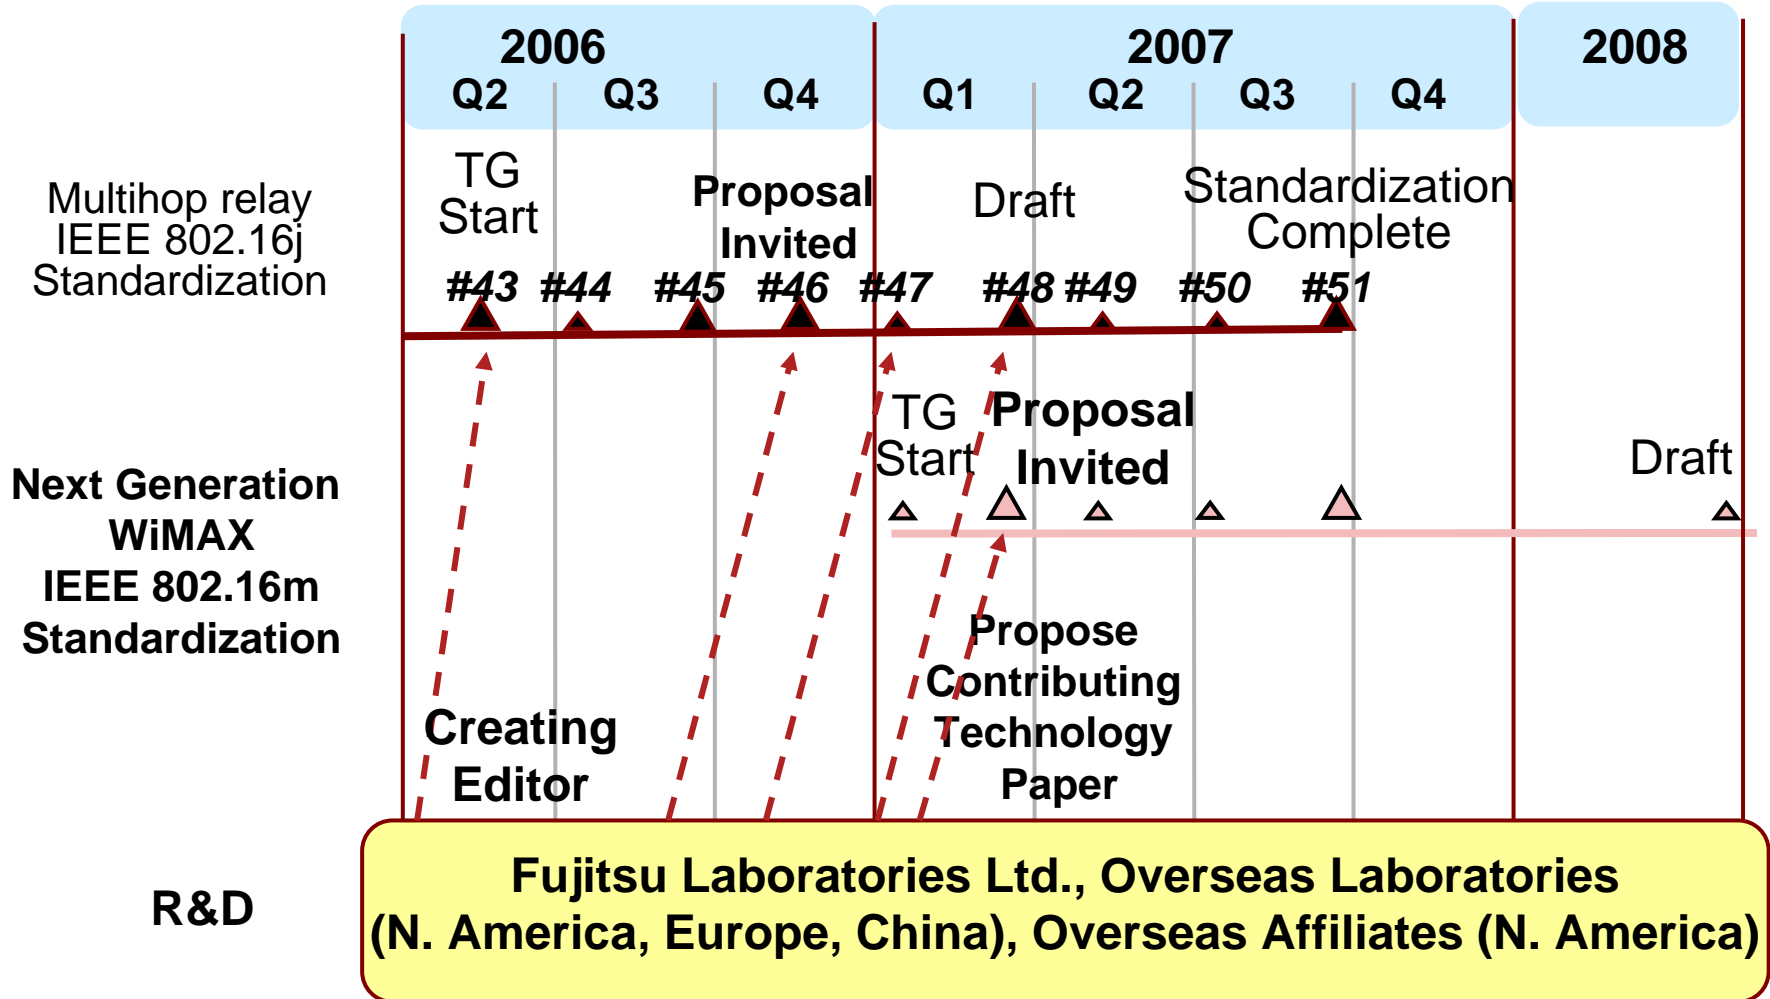 2006
2007
2008
Q2
Q3
Q4
Q1
Q2
Q3
Q4
Multihop relay
IEEE 802.16j
Standardization
TG
Start
Proposal
Invited
Draft
Standardization
Complete
#43
#44
#45
#46
#47
#48
#49
#50
#51
Next Generation
WiMAX
IEEE 802.16m
Standardization
TG
Start
Proposal
Invited
Draft
Creating
Editor
Propose
Contributing
Technology
Paper
R&D
Fujitsu Laboratories Ltd., Overseas Laboratories
(N. America, Europe, China), Overseas Affiliates (N. America)